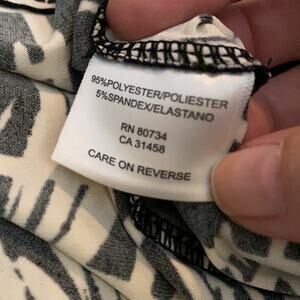 95%POLYESTER/POLIESTER
5%SPANDEX/ELASTANO
RN 80734
CA 31458
CARE ON REVERSE